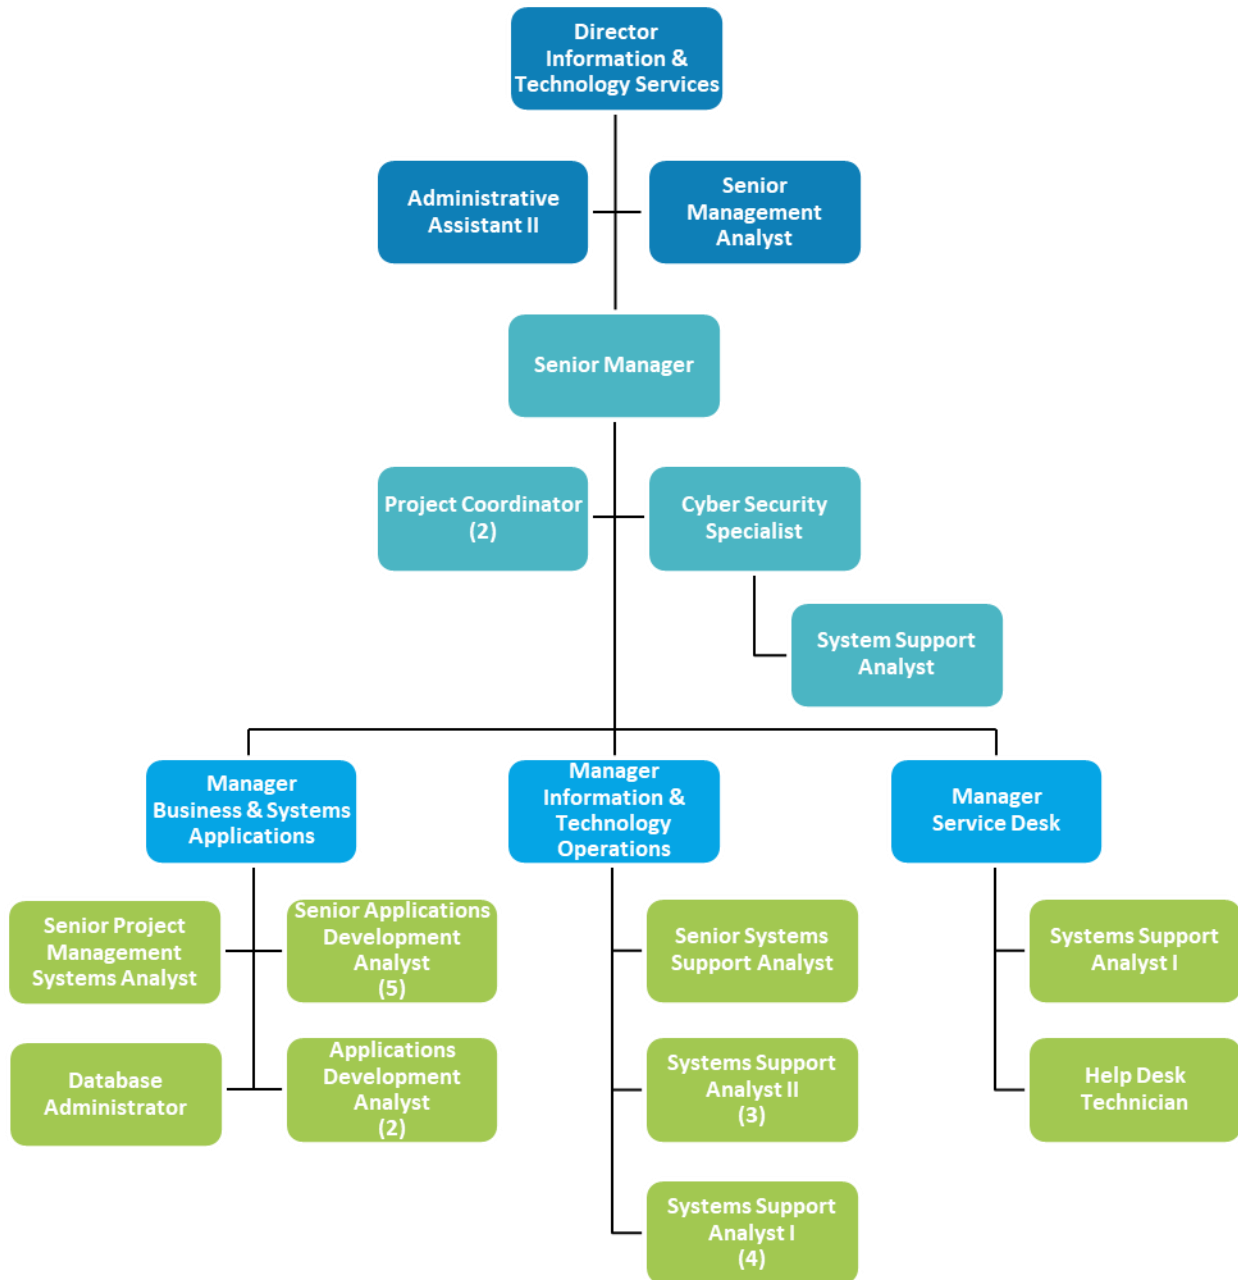 Director
Information &
Technology Services
Administrative
Assistant II
Senior
Management
Analyst
Senior Manager
Project Coordinator
(2)
Cyber Security
Specialist
System Support
Analyst
Manager
Business & Systems
Applications
Manager
Information &
Technology
Operations
Manager
Service Desk
Senior Project
Management
Systems Analyst
Senior Applications
Development
Analyst
(5)
Senior Systems
Support Analyst
Systems Support
Analyst I
Database
Administrator
Applications
Development
Analyst
(2)
Systems Support
Analyst II
(3)
Help Desk
Technician
Systems Support
Analyst I
(4)